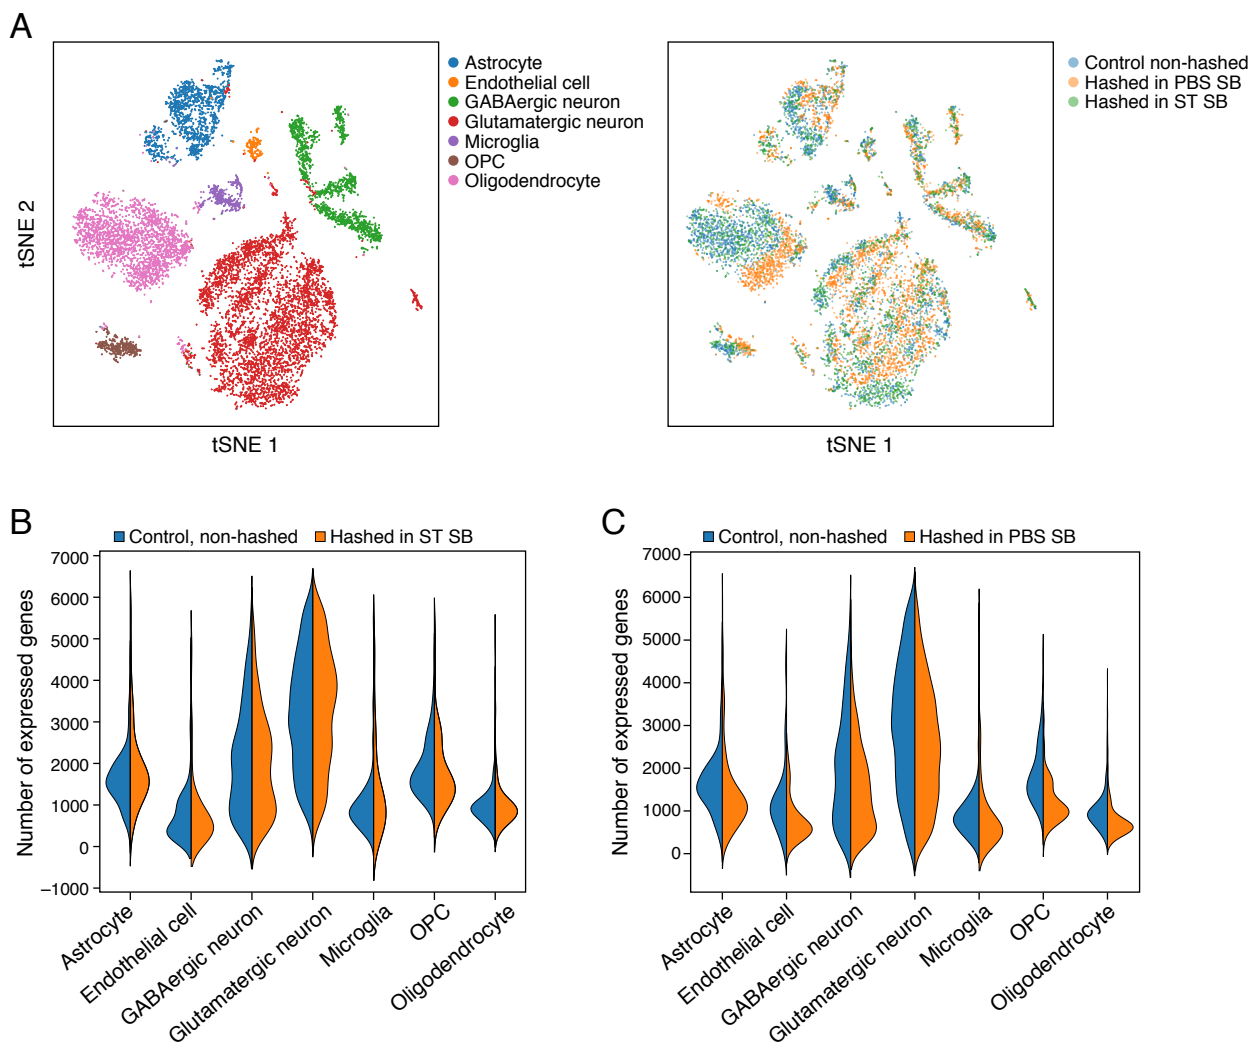 A
Astrocyte
Endothelial cell
GABAergic neuron
Glutamatergic neuron
Microglia
OPC
Oligodendrocyte
tSNE 2
tSNE 1
Control non-hashed
Hashed in PBS SB
Hashed in ST SB
tSNE 1
B
Control, non-hashed Hashed in ST SB
Number of expressed genes
7000
6000
5000
4000
3000
2000
1000
0
−1000
Astrocyte
Endothelial cell
GABAergic neuron
Glutamatergic neuron
Microglia
OPC
Oligodendrocyte
C
Control, non-hashed Hashed in PBS SB
Number of expressed genes
7000
6000
5000
4000
3000
2000
1000
0
Astrocyte
Endothelial cell
GABAergic neuron
Glutamatergic neuron
Microglia
OPC
Oligodendrocyte